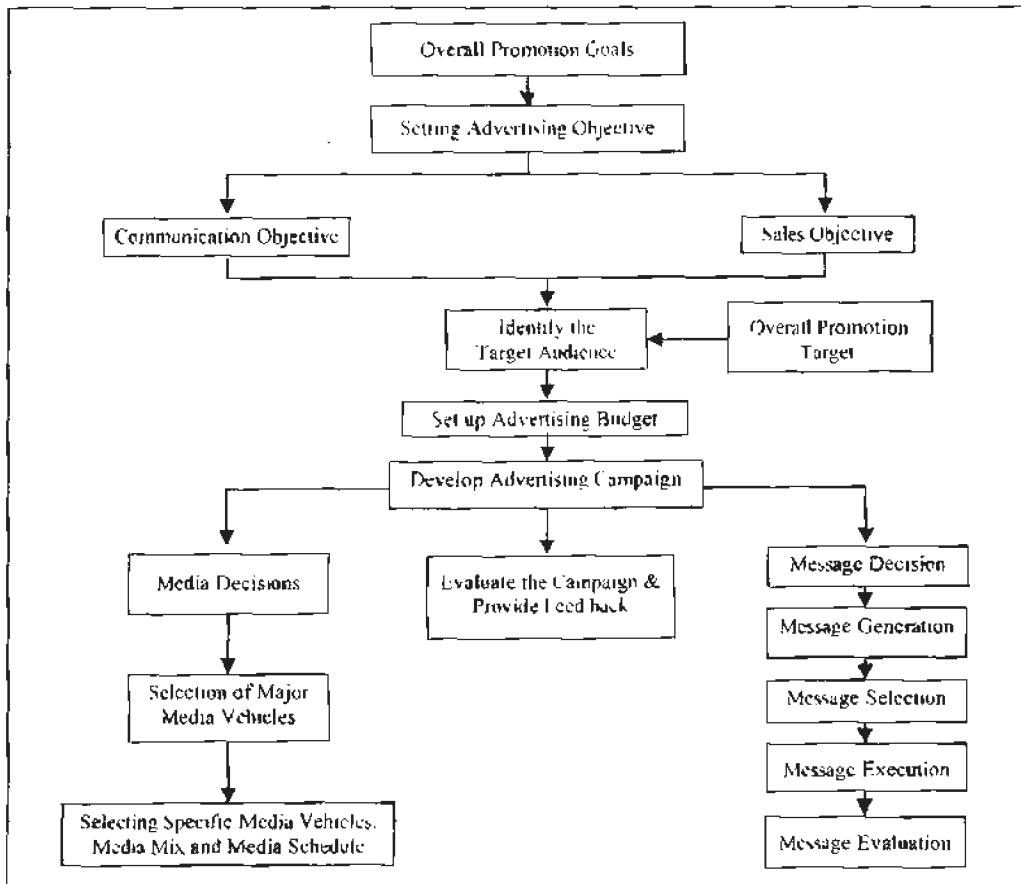 Overall Promotion Goals
Setting Advertising Objective
Communication Objective
Sales Objective
Identify the
Target Audience
Overall Promotion
Target
Set up Advertising Budget
Develop Advertising Campaign
Media Decisions
Evaluate the Campaign &
Provide Feed back
Message Decision
Message Generation
Selection of Major
Media Vehicles
Message Selection
Message Execution
Selecting Specific Media Vehicles,
Media Mix and Media Schedule
Message Evaluation